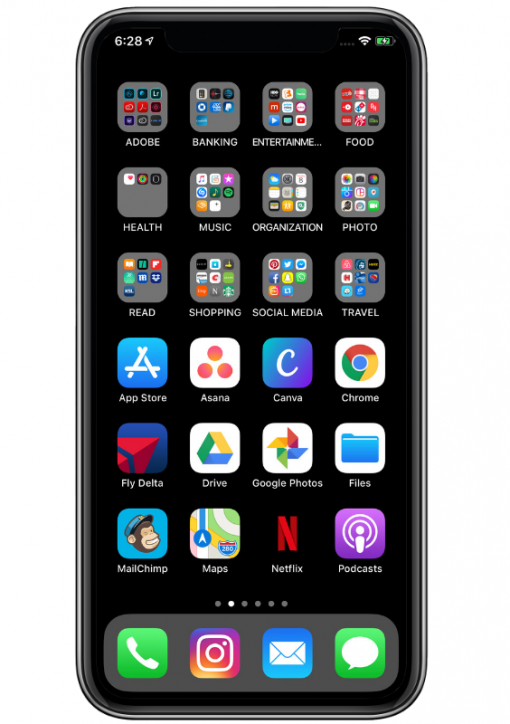 6:28
ADOBE
BANKING
ENTERTAINME...
FOOD
HEALTH
MUSIC
ORGANIZATION
PHOTO
READ
SHOPPING
SOCIAL MEDIA
TRAVEL
App Store
Asana
Canva
Chrome
Fly Delta
Drive
Google Photos
Files
MailChimp
Maps
Netflix
Podcasts